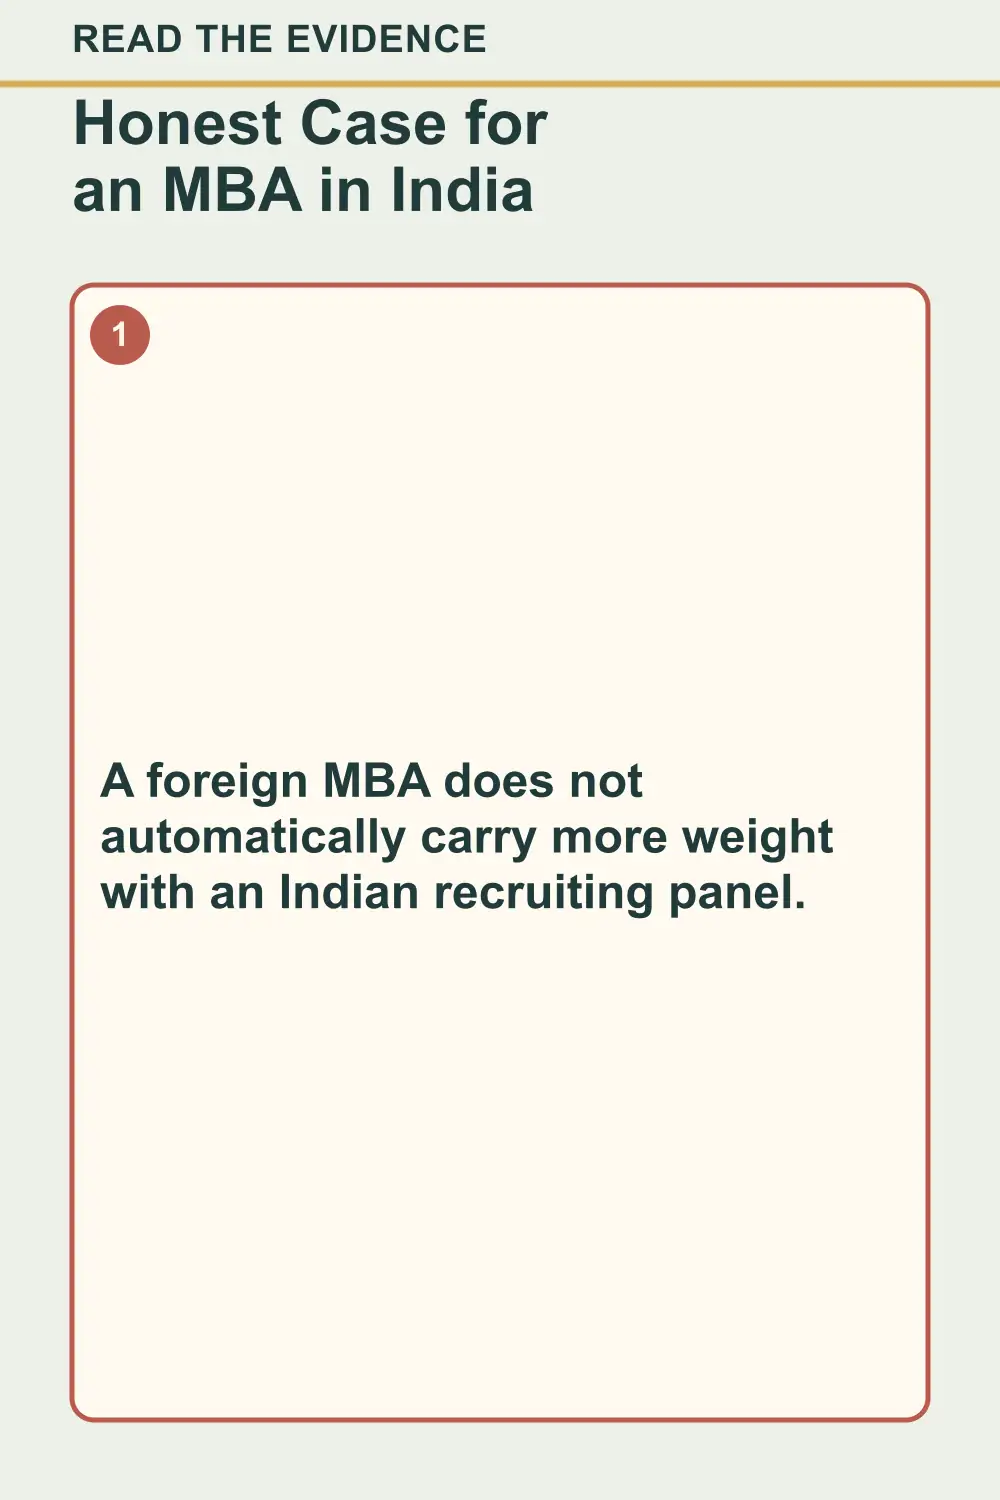 READ THE EVIDENCE
Honest Case for
an MBA in India
1
A foreign MBA does not
automatically carry more weight
with an Indian recruiting panel.